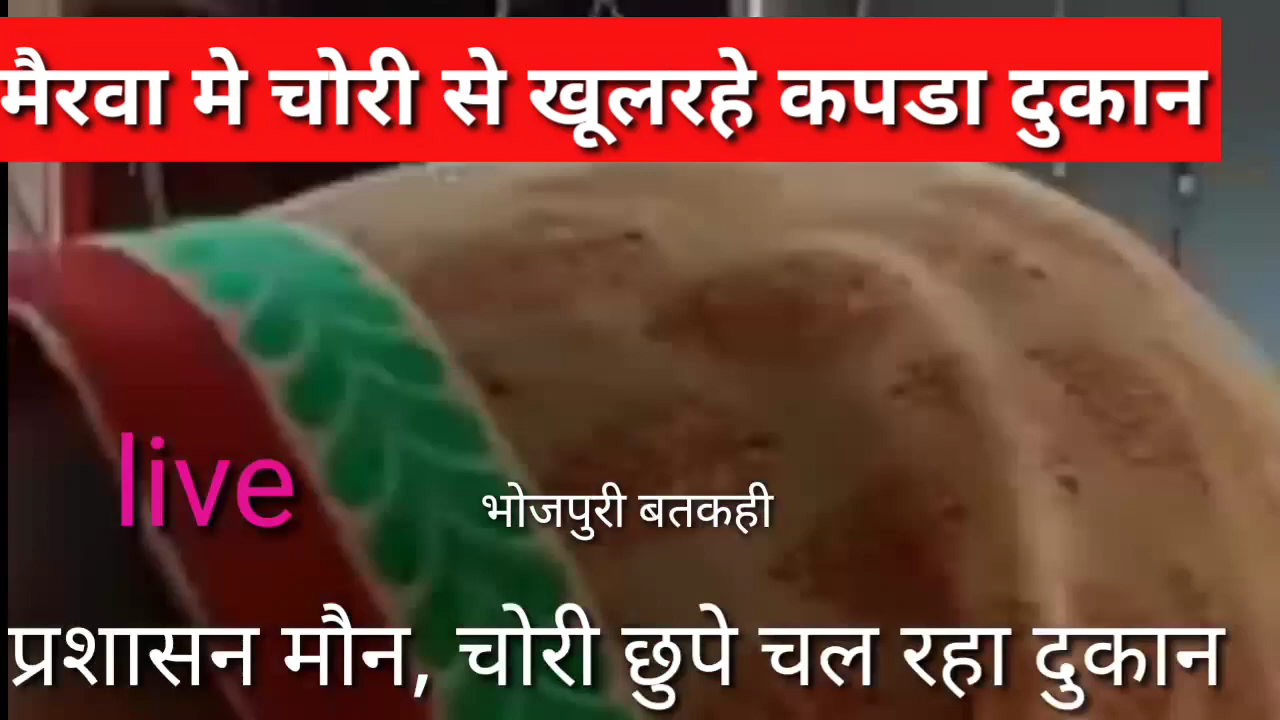 मैरवा मे चोरी से खूलरहे कपडा दुकान
live
भोजपुरी बतकही
प्रशासन मौन, चोरी छुपे चल रहा दुकान